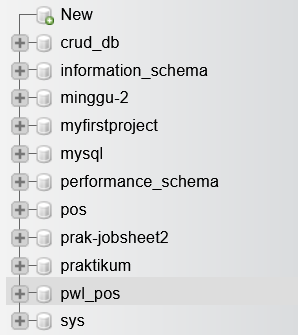 New
crud_db
information_schema
minggu-2
myfirstproject
mysql
performance_schema
pos
prak-jobsheet2
praktikum
pwl_pos
sys